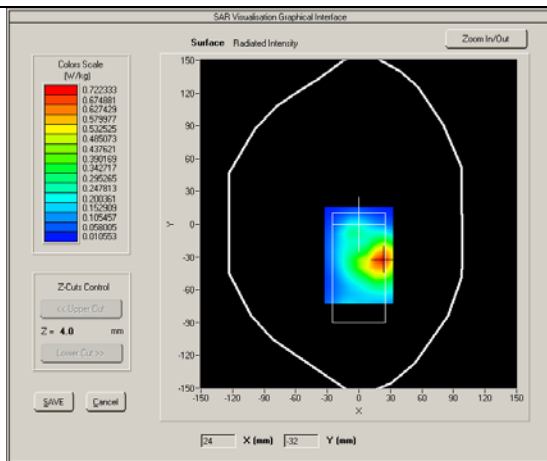 SAR Visualisation Graphical Interface
Surface Radiated Intensity
Zoom In/Out
Colors Scale
(W/kg)
0.722333
0.674881
0.627429
0.579977
0.532525
0.485073
0.437621
0.390169
0.342717
0.295265
0.247813
0.200361
0.152909
0.105457
0.058005
0.010553
Z-Cuts Control
<< Upper Cut
Z = 4.0 mm
Lower Cut >>
SAVE Cancel
150
120
90
60
30
0
-30
-60
-90
-120
-150
Y
-150 -120 -90 -60 -30 0 30 60 90 120 150
X
24 X (mm) -32 Y (mm)